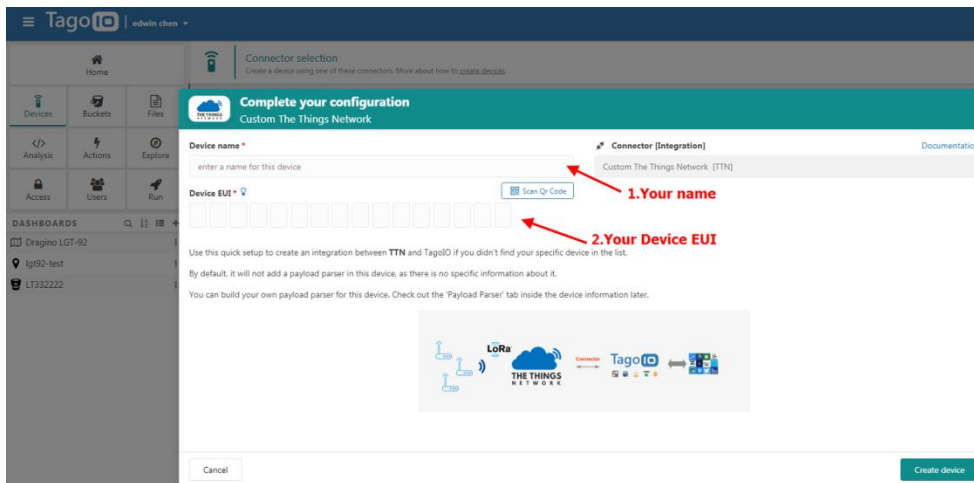 TagoIO | edwin chen
Home
Devices
Buckets
Files
Analysis
Actions
Explore
Access
Users
Run
DASHBOARDS
Dragino LGT-92
lgt92-test
LT332222
Connector selection
Create a device using one of these connectors. More about how to create devices.
THE THINGS
NETWORK
Complete your configuration
Custom The Things Network
Device name *
enter a name for this device
Connector [Integration]
Documentatio
Custom The Things Network [TTN]
1.Your name
Device EUI *
Scan Qr Code
2.Your Device EUI
Use this quick setup to create an integration between TTN and TagoIO if you didn't find your specific device in the list.
By default, it will not add a payload parser in this device, as there is no specific information about it.
You can build your own payload parser for this device. Check out the 'Payload Parser' tab inside the device information later.
LoRa
THE THINGS
NETWORK
Connector
TagoIO
Cancel
Create device